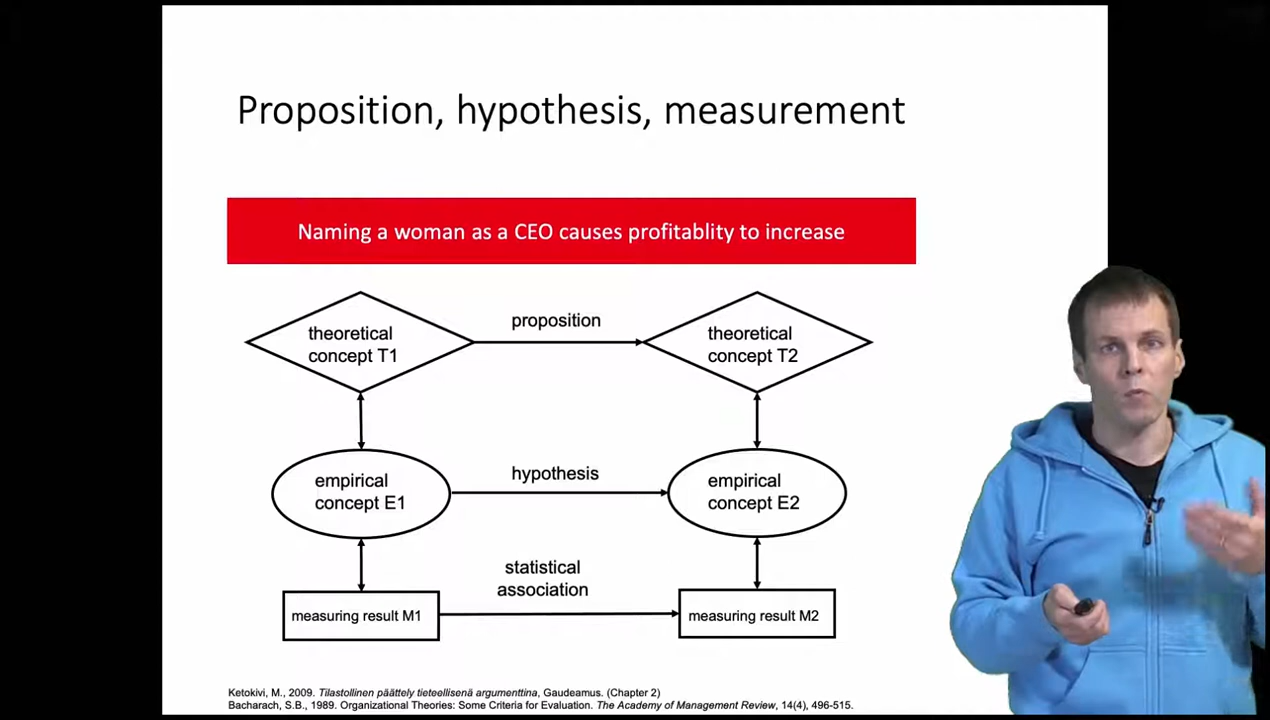 Proposition, hypothesis, measurement
Naming a woman as a CEO causes profitablity to increase
theoretical
concept T1
proposition
theoretical
concept T2
empirical
concept E1
hypothesis
empirical
concept E2
measuring result M1
statistical
association
measuring result M2
Ketokivi, M., 2009. Tilastollinen päättely tieteellisenä argumenttina, Gaudeamus. (Chapter 2)
Bacharach, S.B., 1989. Organizational Theories: Some Criteria for Evaluation. The Academy of Management Review, 14(4), 496-515.